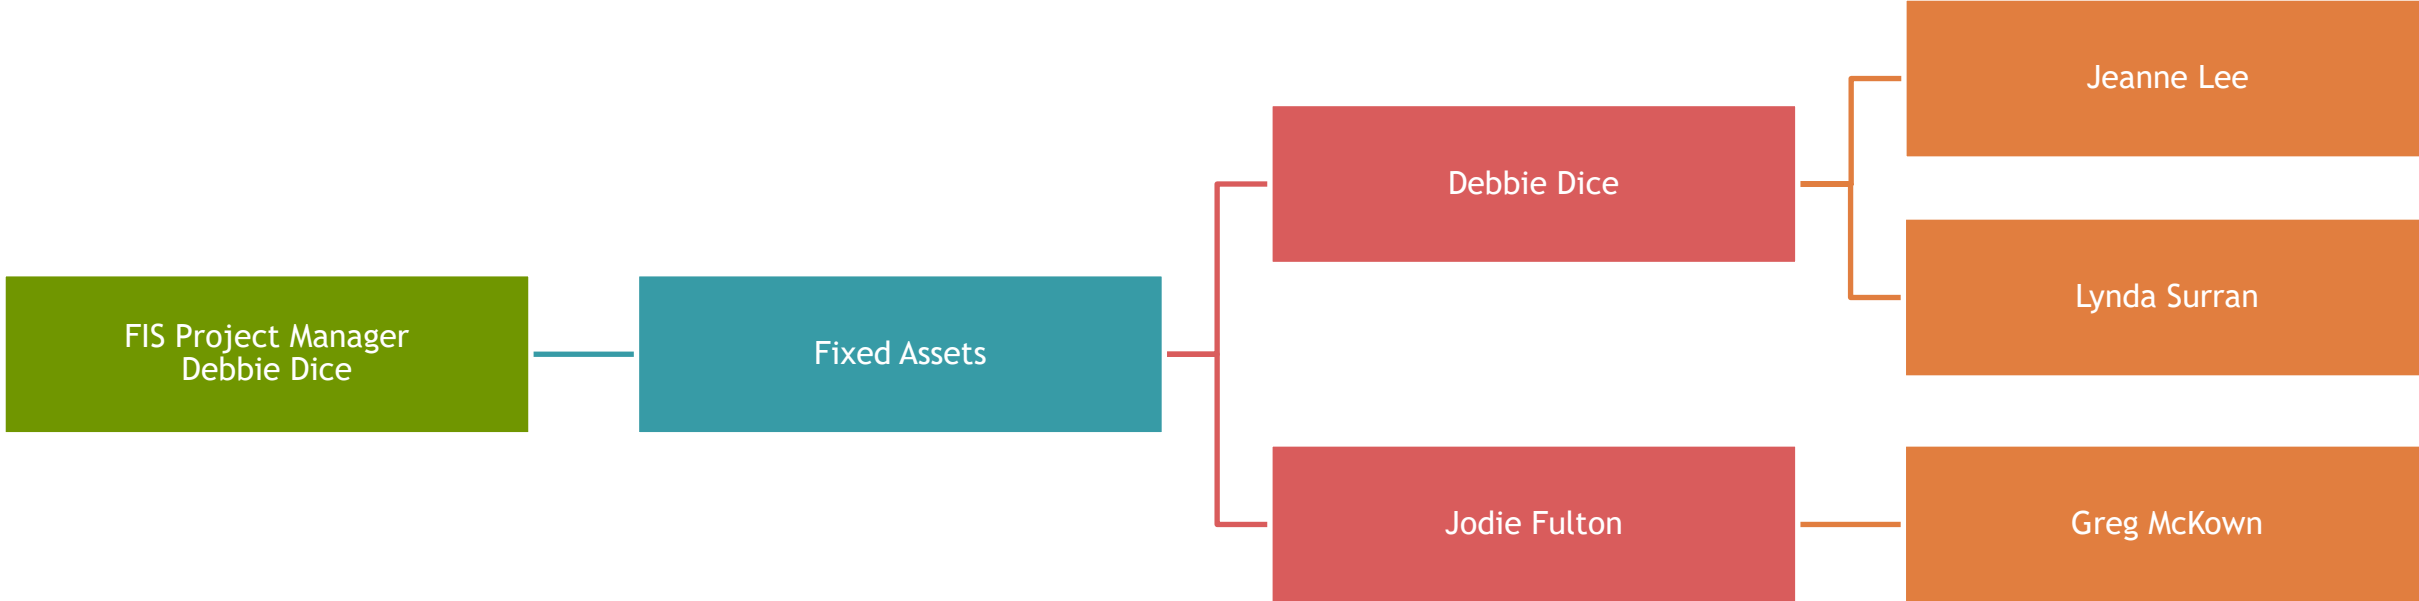 FIS Project Manager
Debbie Dice
Fixed Assets
Debbie Dice
Jeanne Lee
Lynda Surran
Jodie Fulton
Greg McKown